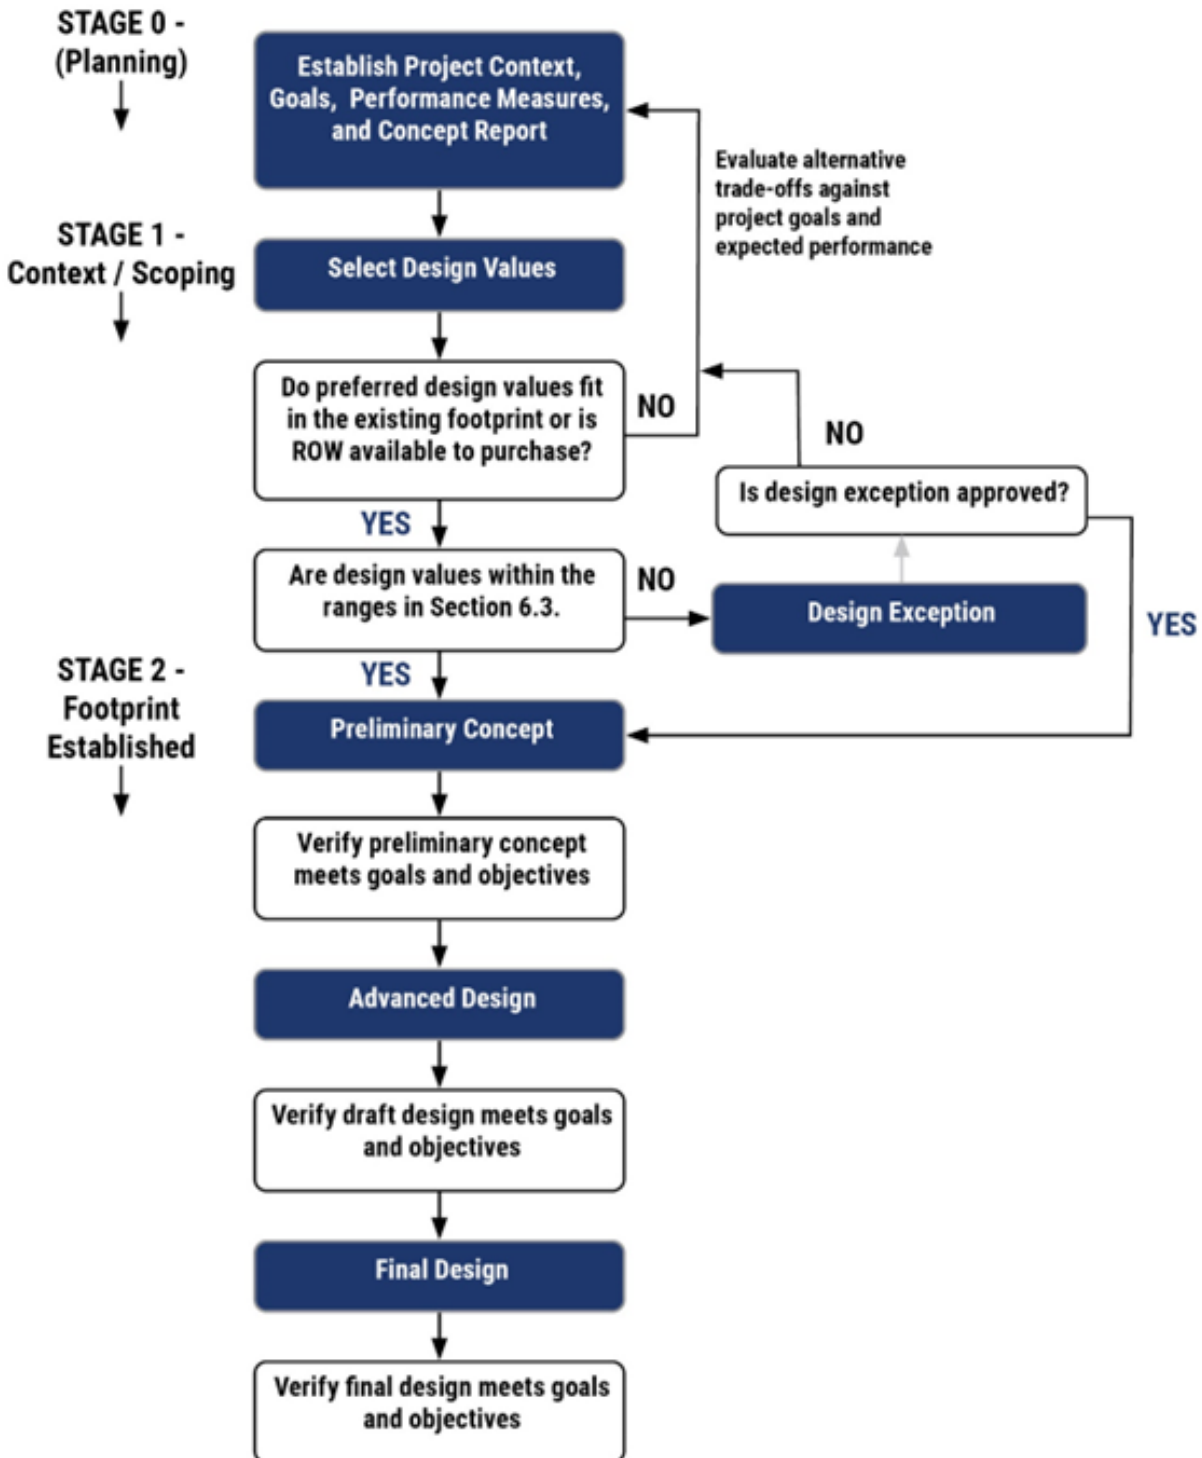 STAGE 0 -
(Planning)
Establish Project Context,
Goals, Performance Measures,
and Concept Report
Evaluate alternative
trade-offs against
project goals and
expected performance
STAGE 1 -
Context / Scoping
Select Design Values
Do preferred design values fit
in the existing footprint or is
ROW available to purchase?
NO
NO
Is design exception approved?
YES
Are design values within the
ranges in Section 6.3.
NO
Design Exception
YES
YES
STAGE 2 -
Footprint
Established
Preliminary Concept
Verify preliminary concept
meets goals and objectives
Advanced Design
Verify draft design meets goals
and objectives
Final Design
Verify final design meets goals
and objectives